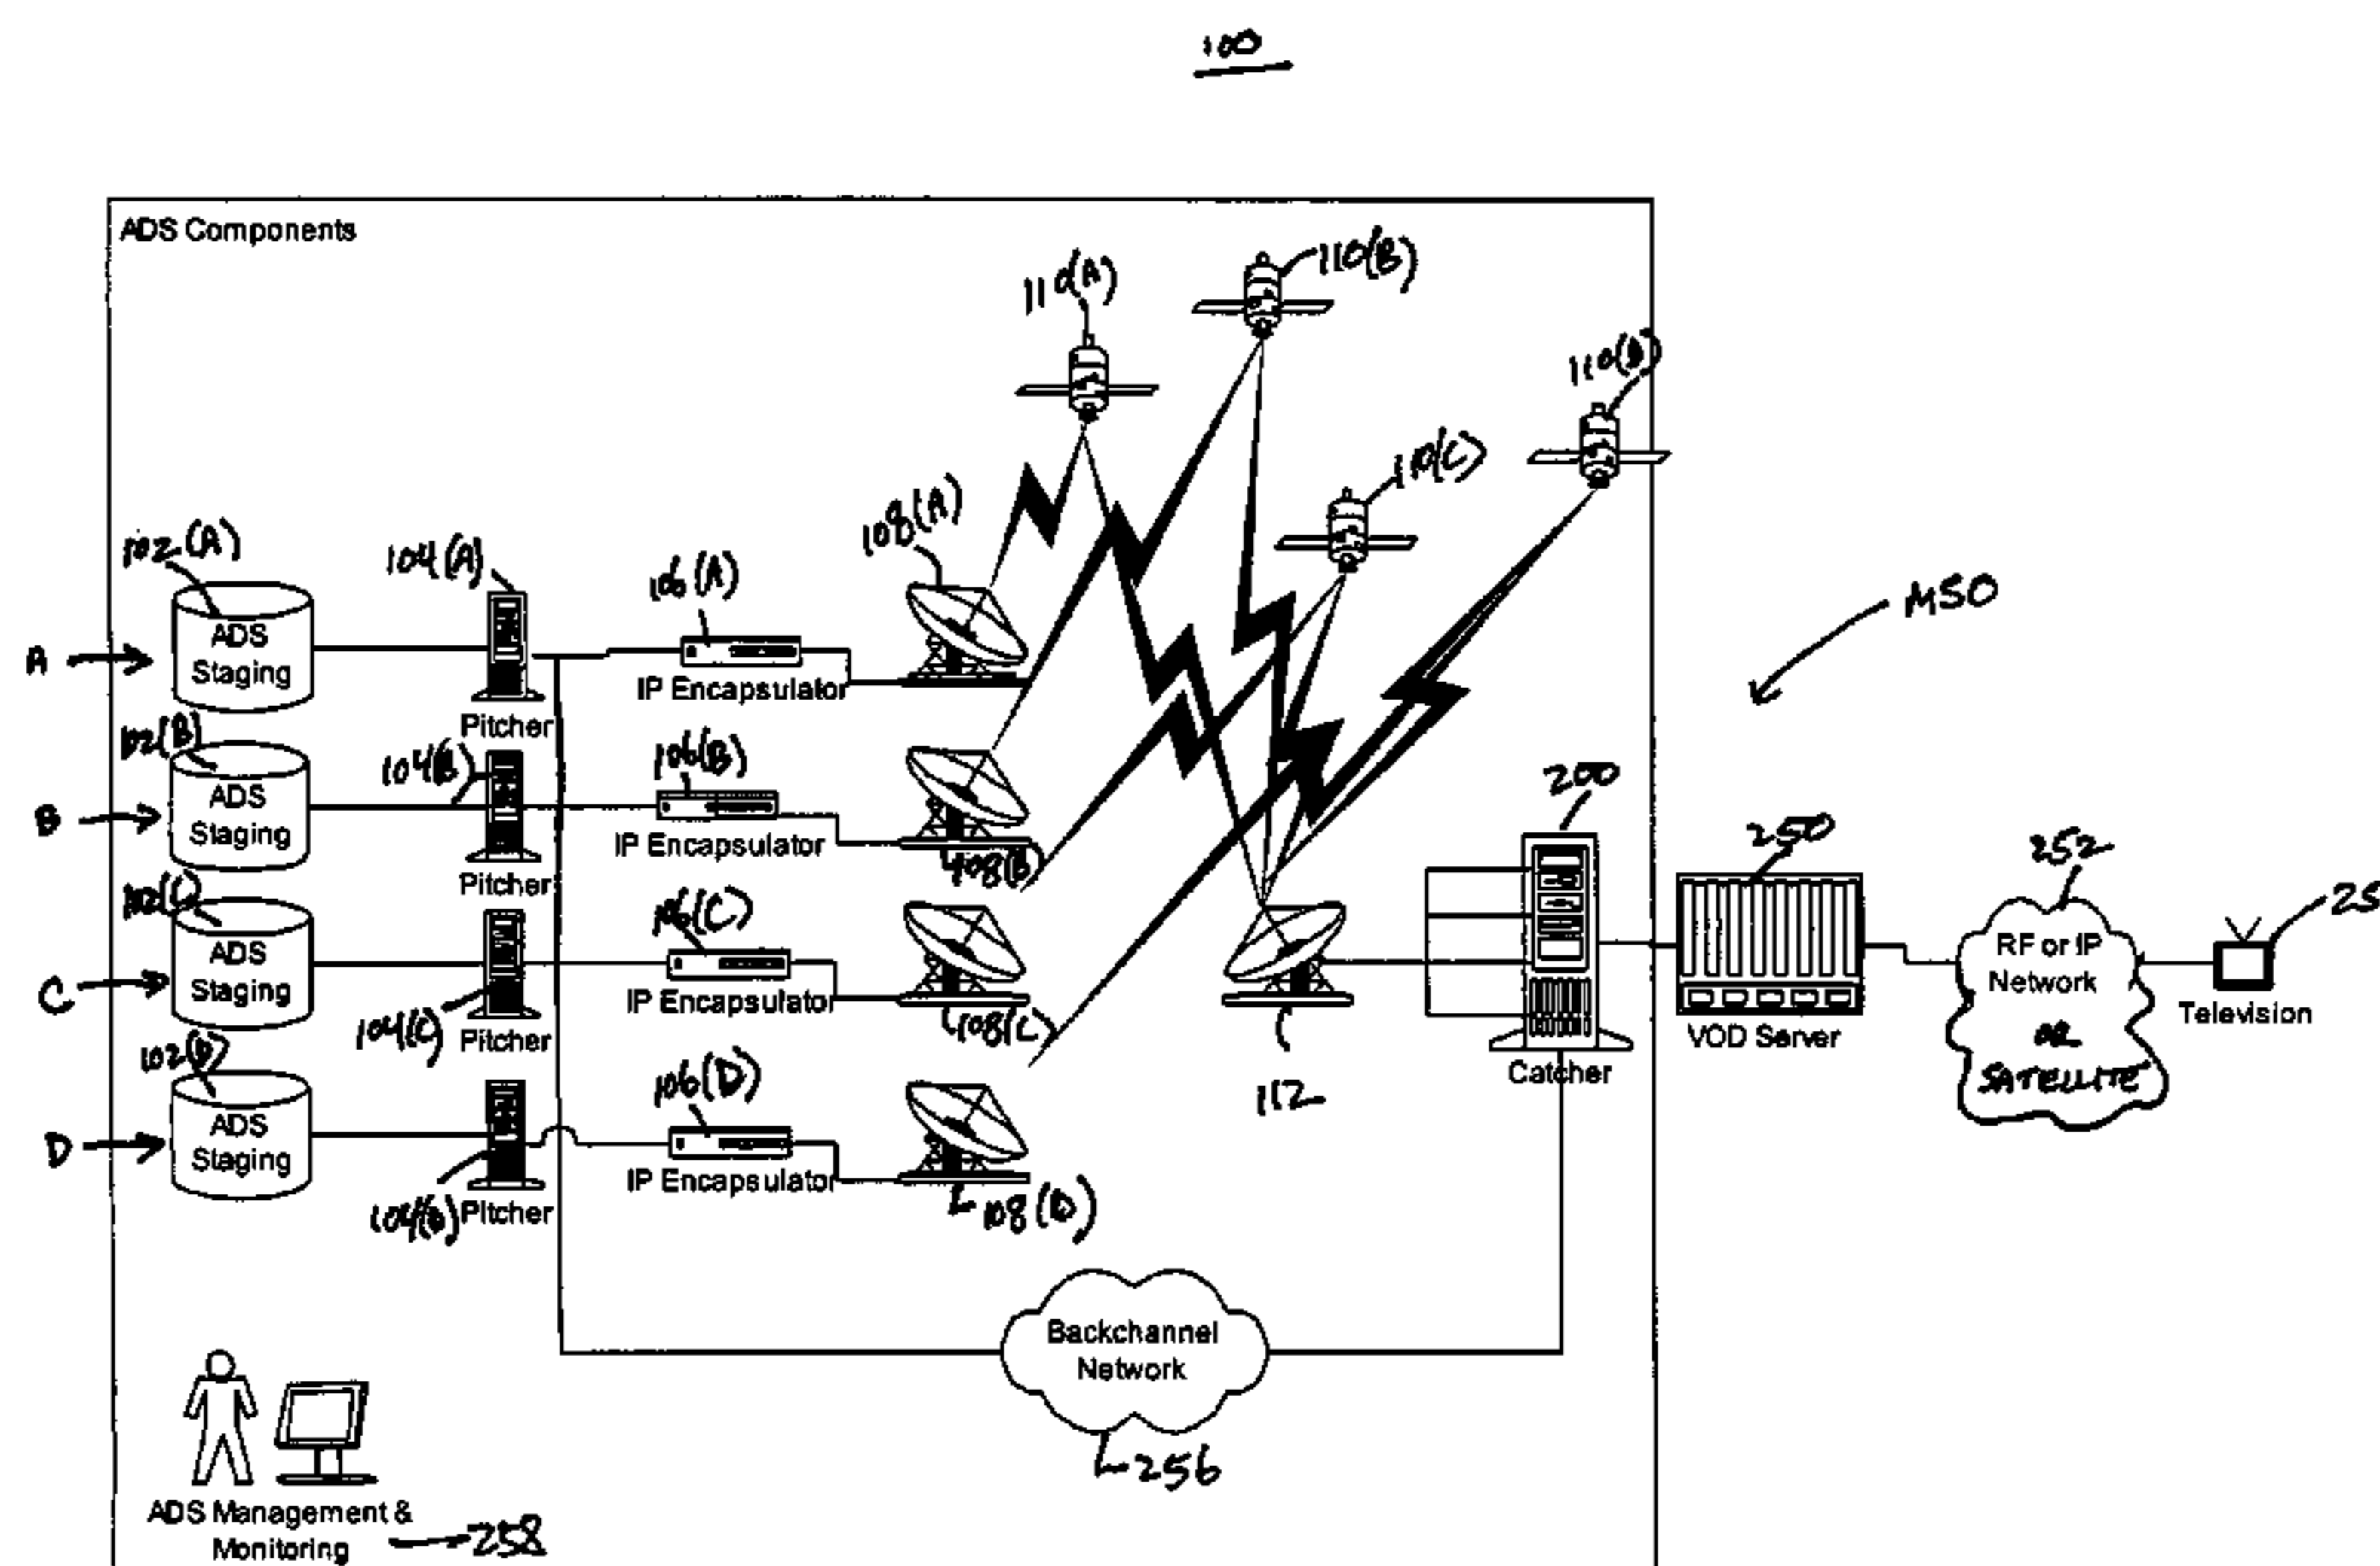 100
ADS Components
110(A)
110(B)
110(C)
110(D)
102(A)
104(A)
106(A)
108(A)
A
ADS
Staging
Pitcher
IP Encapsulator
MSO
102(B)
104(B)
106(B)
108(B)
B
ADS
Staging
Pitcher
IP Encapsulator
102(C)
104(C)
106(C)
108(C)
C
ADS
Staging
Pitcher
IP Encapsulator
102(D)
104(D)
106(D)
108(D)
D
ADS
Staging
Pitcher
IP Encapsulator
112
200
Catcher
250
VOD Server
252
RF or IP
Network
OR
SATELLITE
25
Television
Backchannel
Network
256
ADS Management &
Monitoring
258